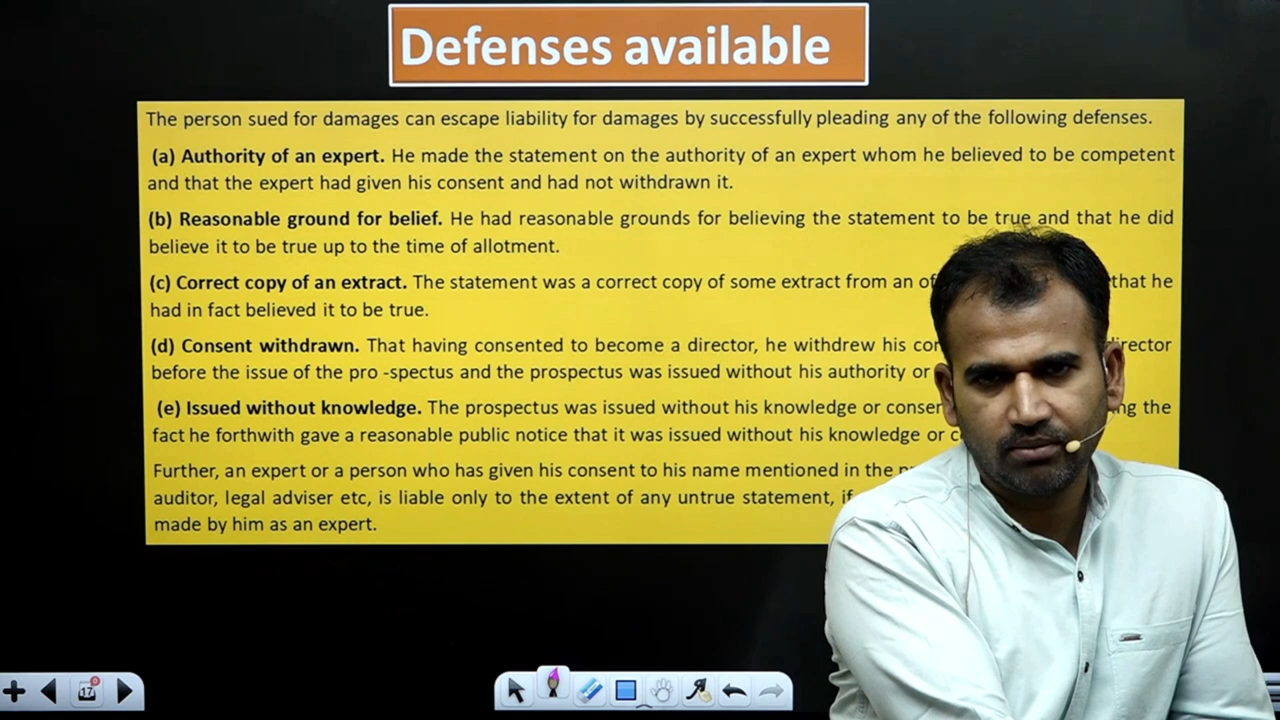 Defenses available
The person sued for damages can escape liability for damages by successfully pleading any of the following defenses.
(a) Authority of an expert. He made the statement on the authority of an expert whom he believed to be competent
and that the expert had given his consent and had not withdrawn it.
(b) Reasonable ground for belief. He had reasonable grounds for believing the statement to be true and that he did
believe it to be true up to the time of allotment.
(c) Correct copy of an extract. The statement was a correct copy of some extract from an that he
had in fact believed it to be true.
(d) Consent withdrawn. That having consented to become a director, he withdrew his director
before the issue of the pro -spectus and the prospectus was issued without his authority or
(e) Issued without knowledge. The prospectus was issued without his knowledge or the
fact he forthwith gave a reasonable public notice that it was issued without his knowledge or
Further, an expert or a person who has given his consent to his name mentioned in the
auditor, legal adviser etc, is liable only to the extent of any untrue statement, if
made by him as an expert.
17